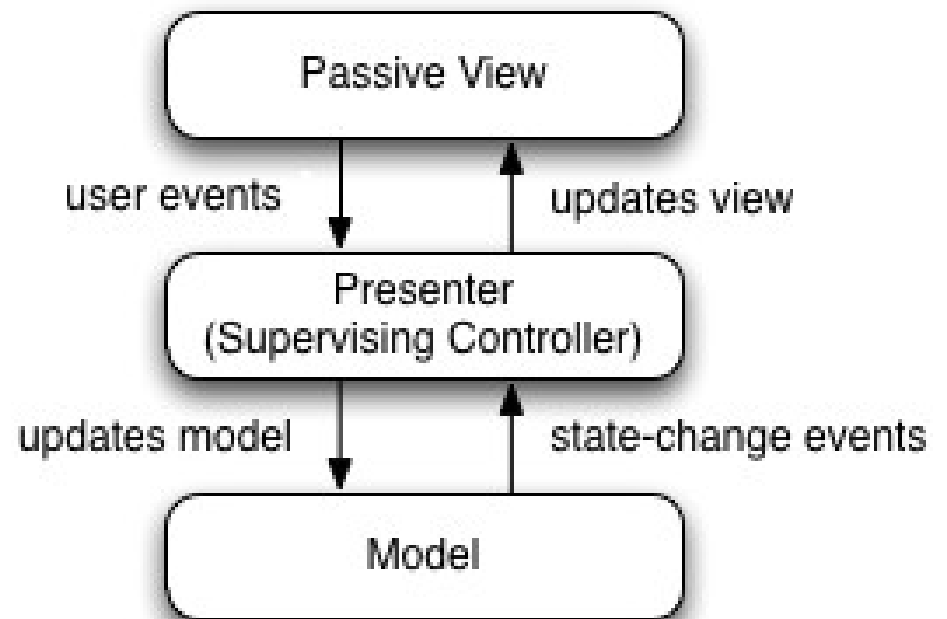 Passive View
user events
updates view
Presenter
(Supervising Controller)
updates model
state-change events
Model